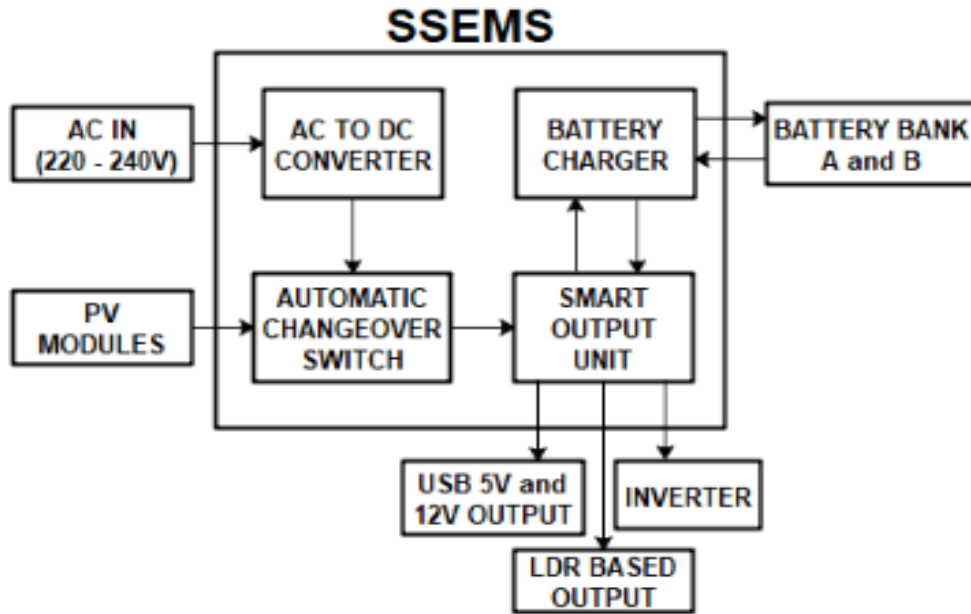 SSEMS
AC IN
(220 - 240V)
AC TO DC
CONVERTER
BATTERY
CHARGER
BATTERY BANK
A and B
PV
MODULES
AUTOMATIC
CHANGEOVER
SWITCH
SMART
OUTPUT
UNIT
USB 5V and
12V OUTPUT
INVERTER
LDR BASED
OUTPUT